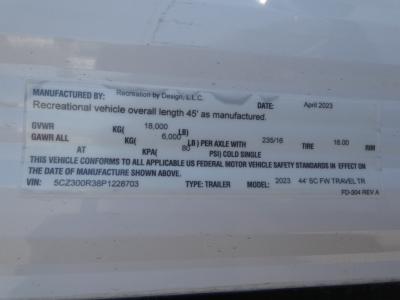 MANUFACTURED BY: Recreation by Design, L.L.C. DATE: April 2023
Recreational vehicle overall length 45' as manufactured.
GVWR KG( 18,000 LB)
GAWR ALL KG( 6,000 LB) PER AXLE WITH 235/16 TIRE 16.00 RIM
AT KPA( 80 PSI) COLD SINGLE
THIS VEHICLE CONFORMS TO ALL APPLICABLE US FEDERAL MOTOR VEHICLE SAFETY STANDARDS IN EFFECT ON
THE DATE OF MANUFACTURE SHOWN ABOVE.
VIN: 5CZ300R38P1228703 TYPE: TRAILER MODEL: 2023 44' SC FW TRAVEL TR
FD-304 REV A